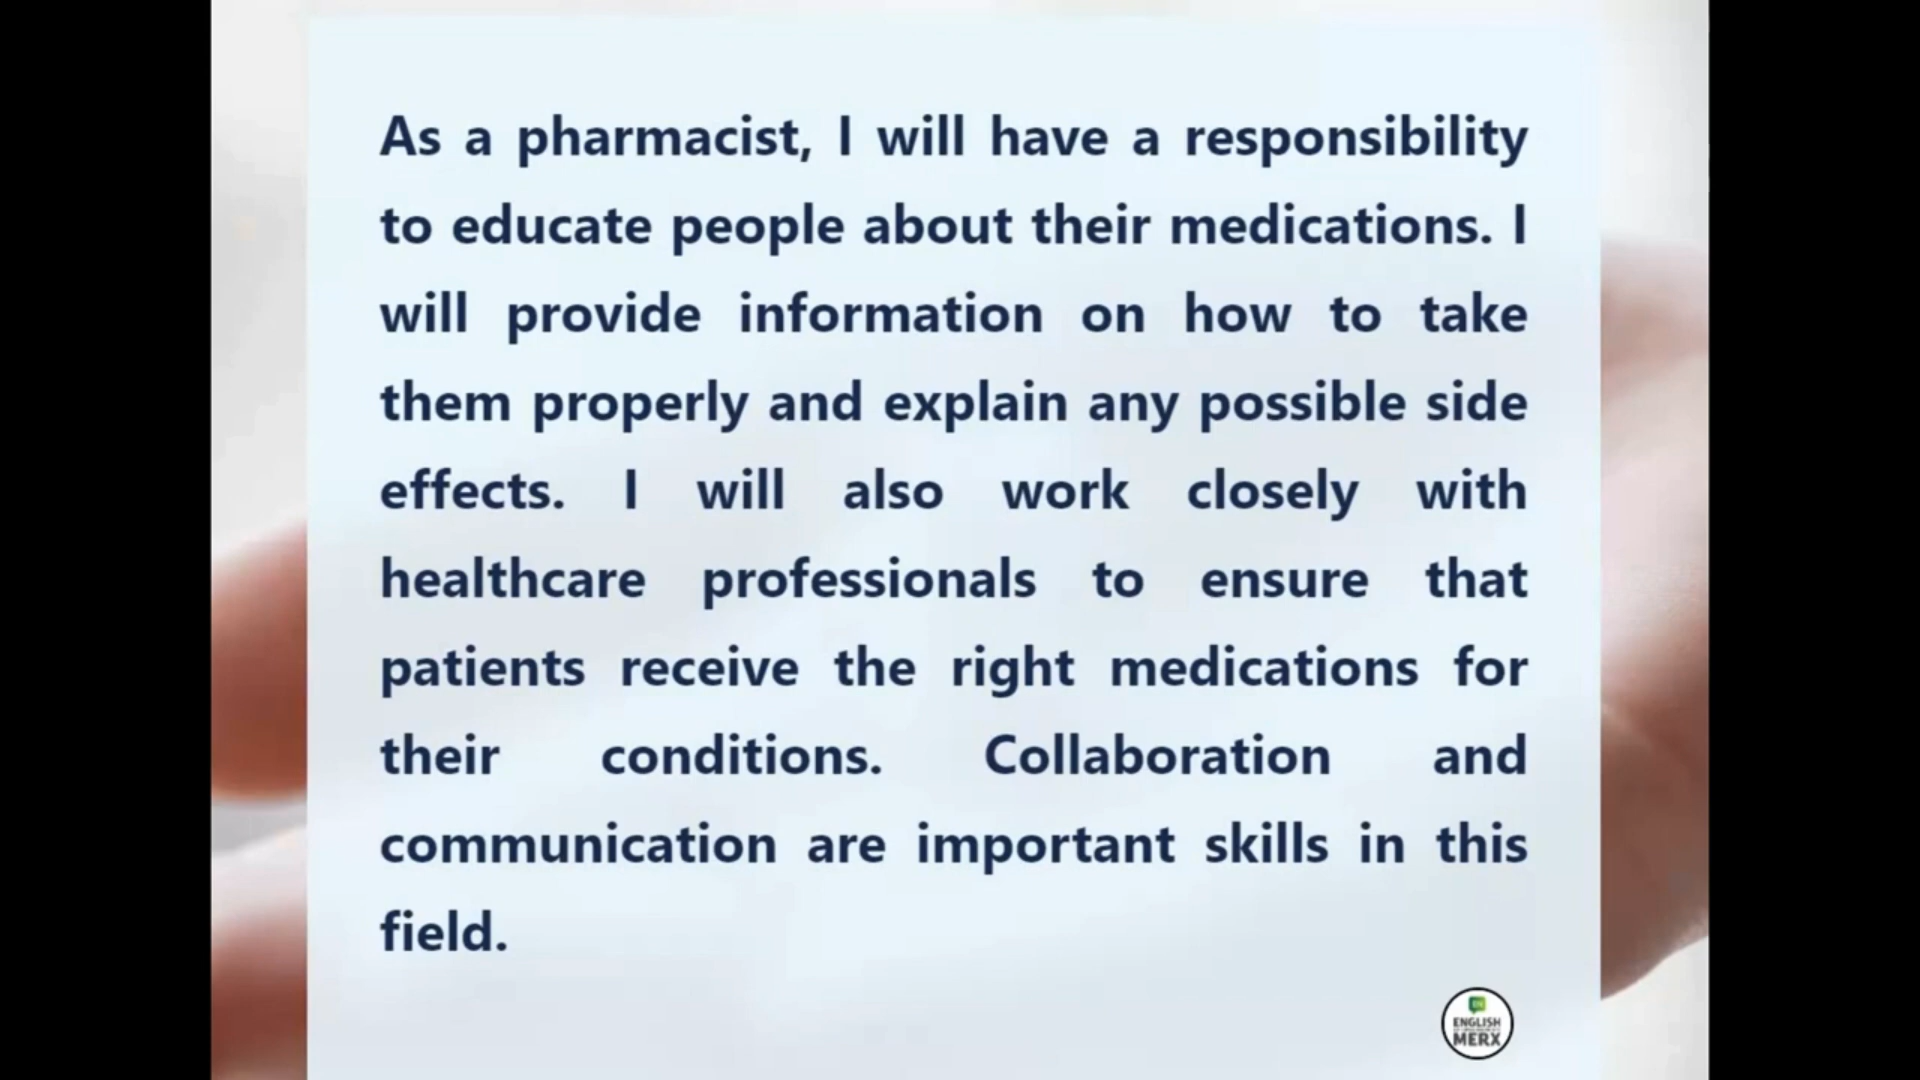 As a pharmacist, I will have a responsibility
to educate people about their medications. I
will provide information on how to take
them properly and explain any possible side
effects. I will also work closely with
healthcare professionals to ensure that
patients receive the right medications for
their conditions. Collaboration and
communication are important skills in this
field.
EN
ENGLISH
MERX